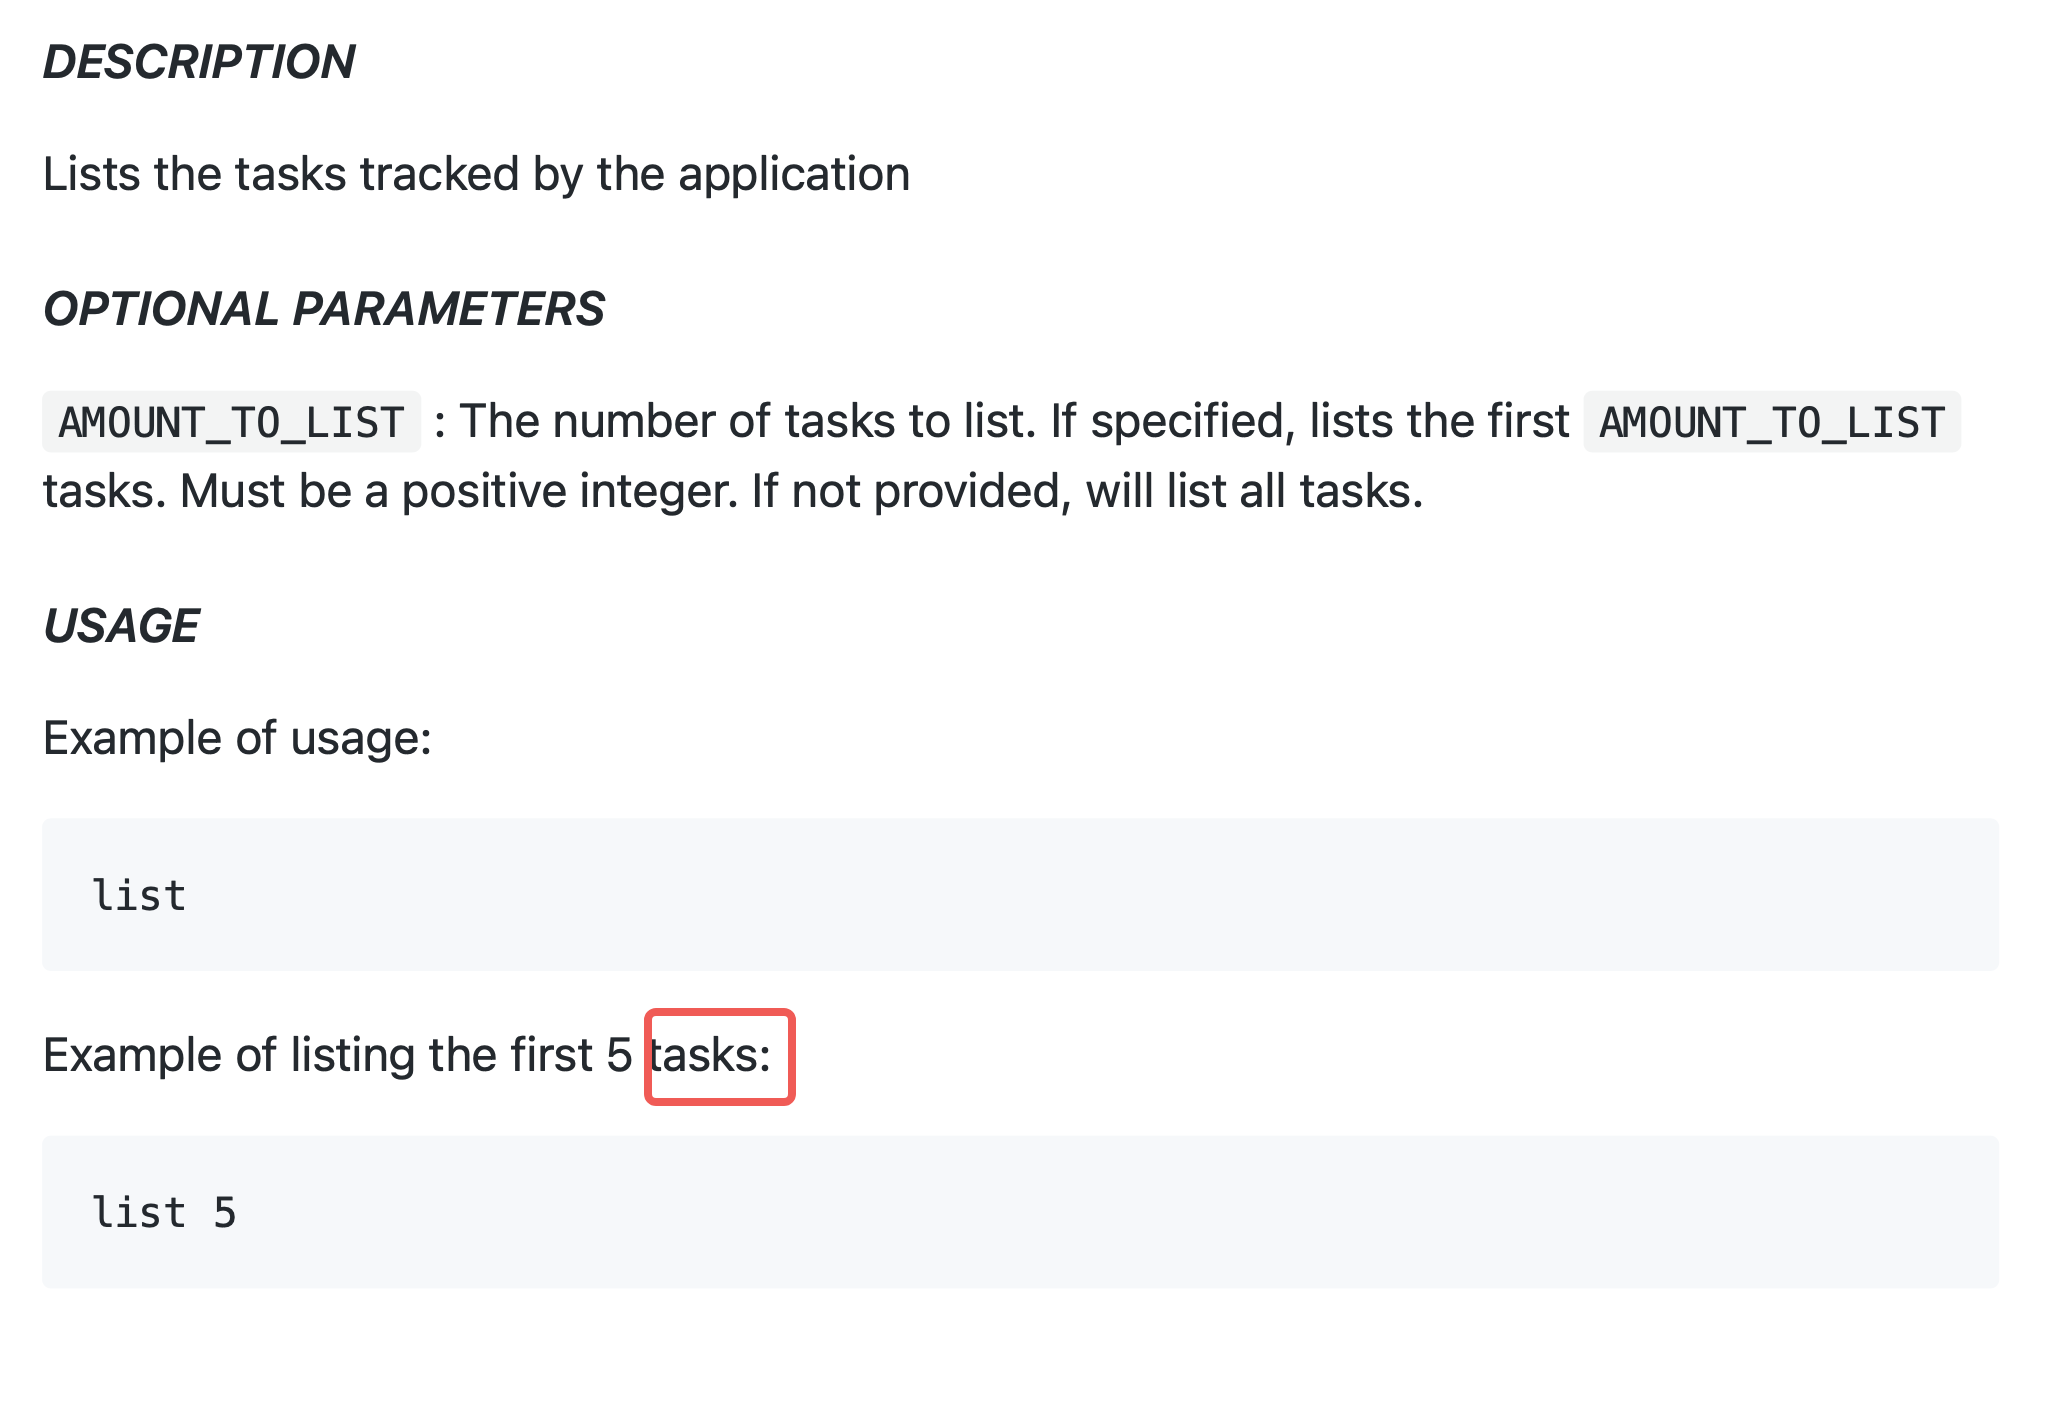 DESCRIPTION
Lists the tasks tracked by the application
OPTIONAL PARAMETERS
AMOUNT_TO_LIST : The number of tasks to list. If specified, lists the first AMOUNT_TO_LIST
tasks. Must be a positive integer. If not provided, will list all tasks.
USAGE
Example of usage:
list
Example of listing the first 5 tasks:
list 5